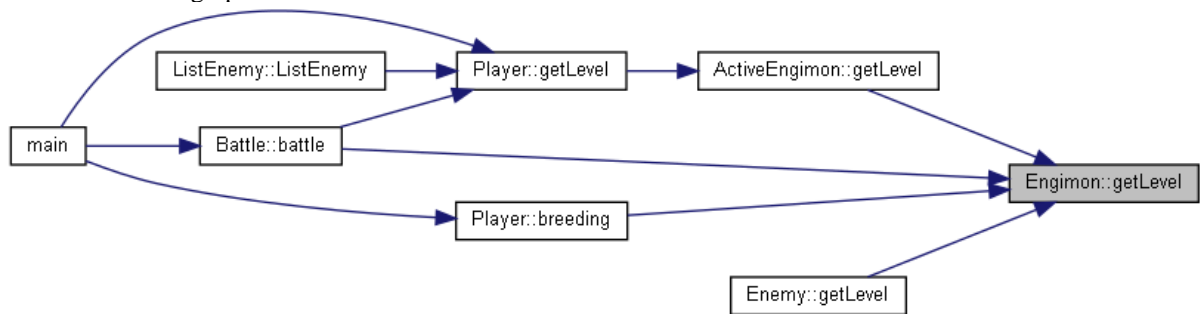 ListEnemy::ListEnemy
Player::getLevel
ActiveEngimon::getLevel
main
Battle::battle
Engimon::getLevel
Player::breeding
Enemy::getLevel